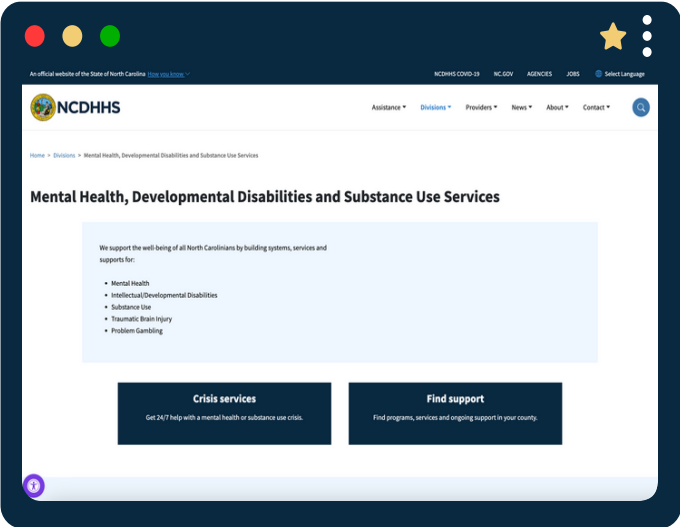 An official website of the State of North Carolina How you know
NCDHHS COVID-19 NC.GOV AGENCIES JOBS Select Language
NCDHHS
Assistance Divisions Providers News About Contact
Home » Divisions » Mental Health, Developmental Disabilities and Substance Use Services
Mental Health, Developmental Disabilities and Substance Use Services
We support the well-being of all North Carolinians by building systems, services and
supports for:
• Mental Health
• Intellectual/Developmental Disabilities
• Substance Use
• Traumatic Brain Injury
• Problem Gambling
Crisis services
Get 24/7 help with a mental health or substance use crisis.
Find support
Find programs, services and ongoing support in your county.